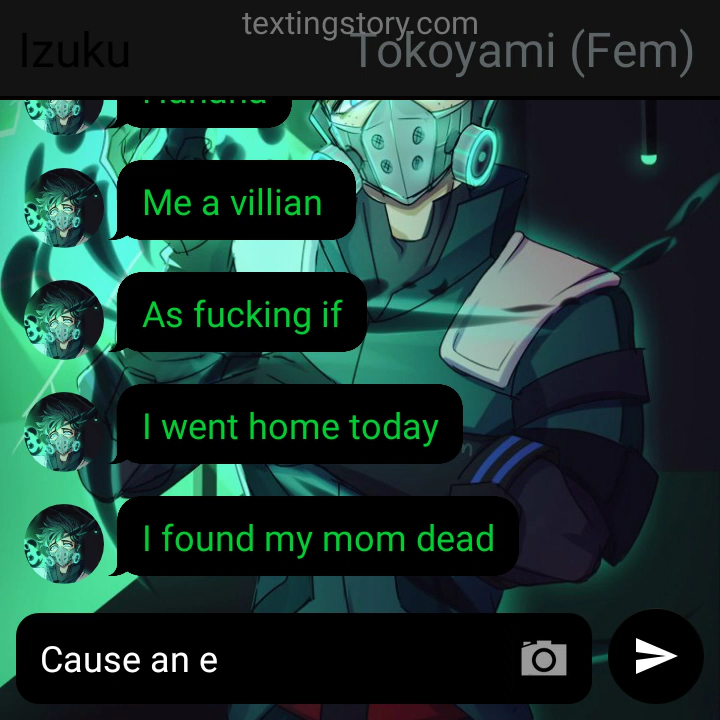 textingstory.com
Izuku
Tokoyami (Fem)
Me a villian
As fucking if
I went home today
I found my mom dead
Cause an e